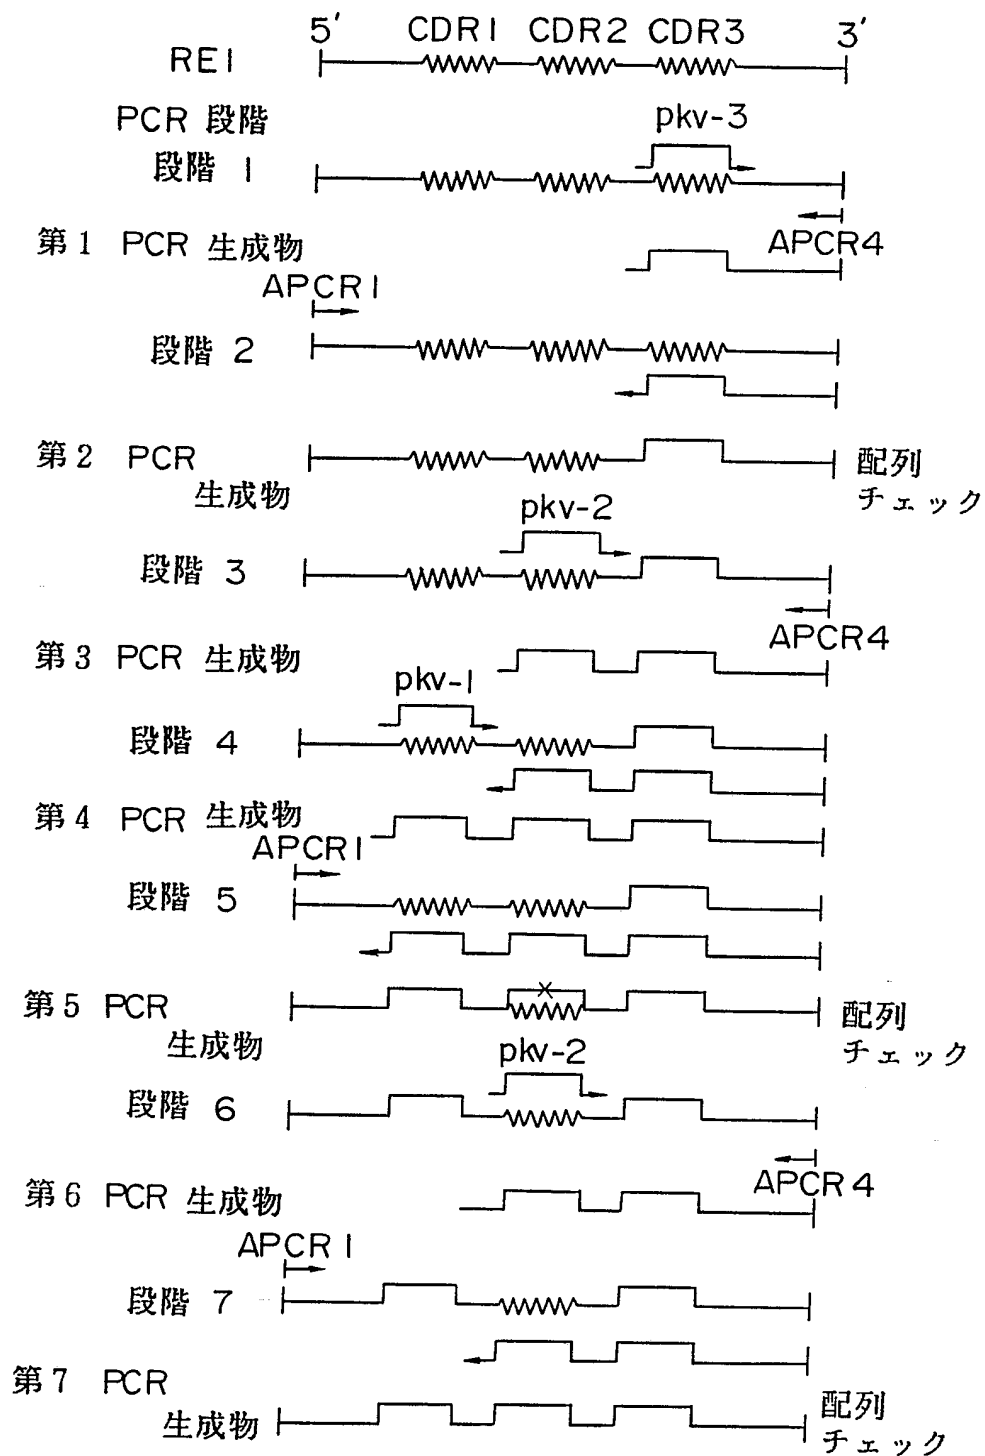 5' CDR1 CDR2 CDR3 3'
RE1
PCR 段階
pkv-3
段階 1
APCR4
第1 PCR 生成物
APCR1
段階 2
第2 PCR
生成物
配列
チェック
pkv-2
段階 3
APCR4
第3 PCR 生成物
pkv-1
段階 4
第4 PCR 生成物
APCR1
段階 5
第5 PCR
生成物
配列
チェック
pkv-2
段階 6
APCR4
第6 PCR 生成物
APCR1
段階 7
第7 PCR
生成物
配列
チェック